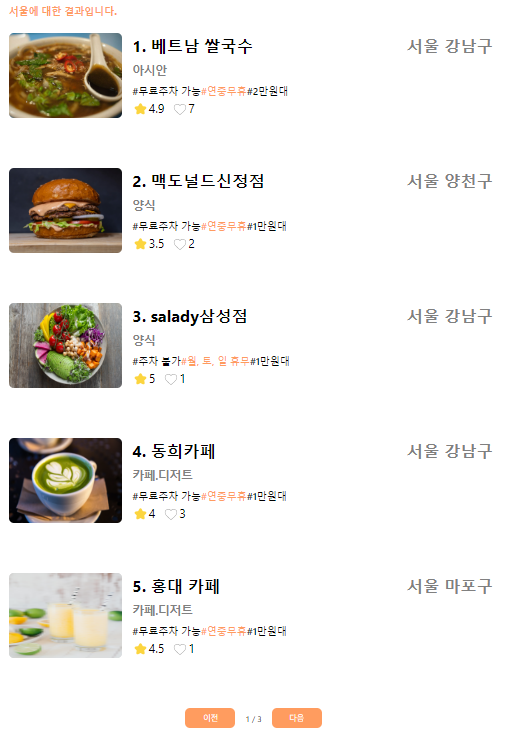 서울에 대한 결과입니다.
1. 베트남 쌀국수 서울 강남구
아시안
#무료주차 가능#연중무휴#2만원대
4.9 7
2. 맥도널드신정점 서울 양천구
양식
#무료주차 가능#연중무휴#1만원대
3.5 2
3. salady삼성점 서울 강남구
양식
#주차 불가#월, 토, 일 휴무#1만원대
5 1
4. 동희카페 서울 강남구
카페.디저트
#무료주차 가능#연중무휴#1만원대
4 3
5. 홍대 카페 서울 마포구
카페.디저트
#무료주차 가능#연중무휴#1만원대
4.5 1
이전 1 / 3 다음